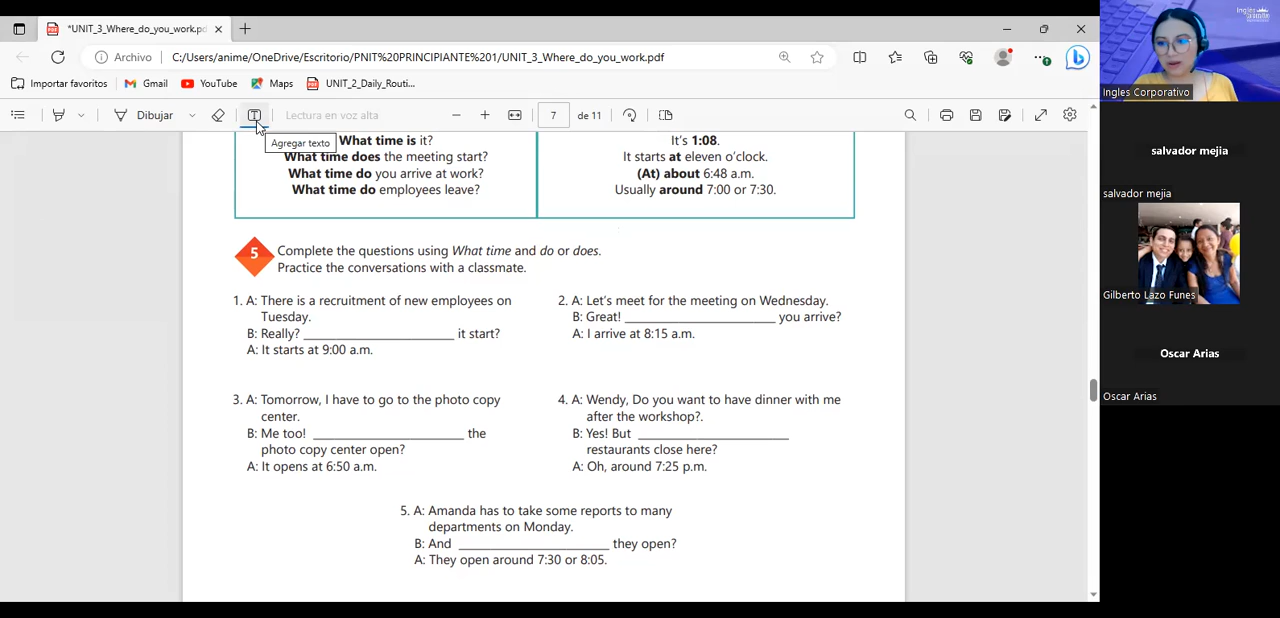 *UNIT_3_Where_do_you_work.pd
Archivo
C:/Users/anime/OneDrive/Escritorio/PNIT%20PRINCIPIANTE%201/UNIT_3_Where_do_you_work.pdf
Importar favoritos
Gmail
YouTube
Maps
UNIT_2_Daily_Routi...
Dibujar
Lectura en voz alta
7
de 11
Agregar texto
What time is it?
What time does the meeting start?
What time do you arrive at work?
What time do employees leave?
It's 1:08.
It starts at eleven o'clock.
(At) about 6:48 a.m.
Usually around 7:00 or 7:30.
5
Complete the questions using What time and do or does.
Practice the conversations with a classmate.
1. A: There is a recruitment of new employees on
Tuesday.
B: Really? ____________________ it start?
A: It starts at 9:00 a.m.
2. A: Let's meet for the meeting on Wednesday.
B: Great! ____________________ you arrive?
A: I arrive at 8:15 a.m.
3. A: Tomorrow, I have to go to the photo copy
center.
B: Me too! ____________________ the
photo copy center open?
A: It opens at 6:50 a.m.
4. A: Wendy, Do you want to have dinner with me
after the workshop?.
B: Yes! But ____________________
restaurants close here?
A: Oh, around 7:25 p.m.
5. A: Amanda has to take some reports to many
departments on Monday.
B: And ____________________ they open?
A: They open around 7:30 or 8:05.
Ingles Corporativo
salvador mejia
salvador mejia
Gilberto Lazo Funes
Oscar Arias
Oscar Arias